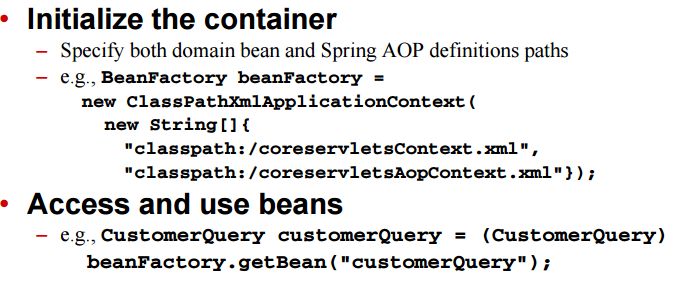 • Initialize the container
– Specify both domain bean and Spring AOP definitions paths
– e.g., BeanFactory beanFactory =
new ClassPathXmlApplicationContext(
new String[]{
"classpath:/coreservletsContext.xml",
"classpath:/coreservletsAopContext.xml"});
• Access and use beans
– e.g., CustomerQuery customerQuery = (CustomerQuery)
beanFactory.getBean("customerQuery");